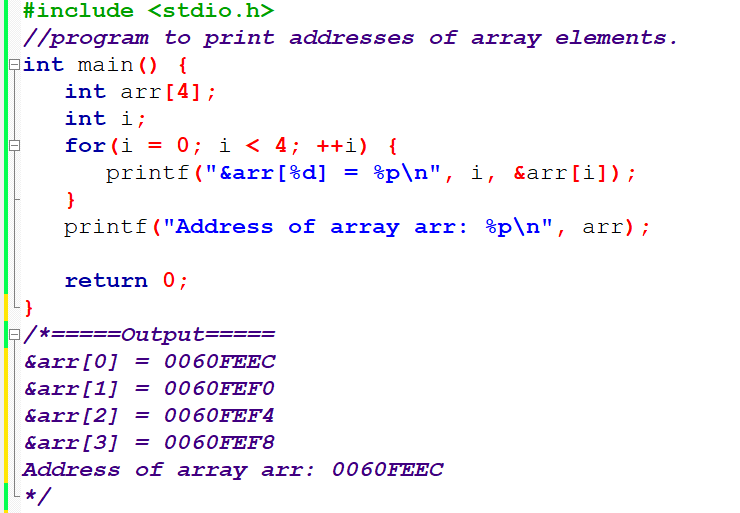 #include <stdio.h>
//program to print addresses of array elements.
int main() {
int arr[4];
int i;
for(i = 0; i < 4; ++i) {
printf("&arr[%d] = %p\n", i, &arr[i]);
}
printf("Address of array arr: %p\n", arr);
return 0;
}
/*=====Output=====
&arr[0] = 0060FEEC
&arr[1] = 0060FEF0
&arr[2] = 0060FEF4
&arr[3] = 0060FEF8
Address of array arr: 0060FEEC
*/